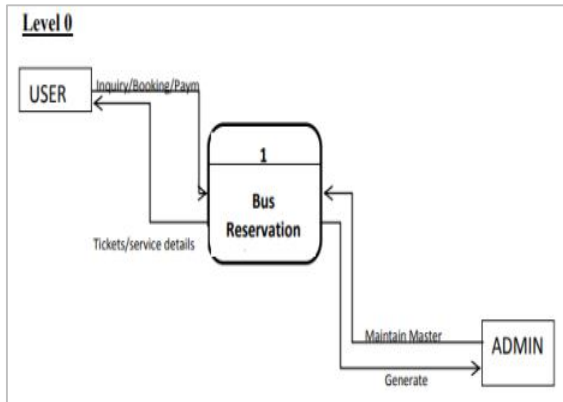 Level 0
USER
Inquiry/Booking/Paym
1
Bus
Reservation
Tickets/service details
Maintain Master
ADMIN
Generate